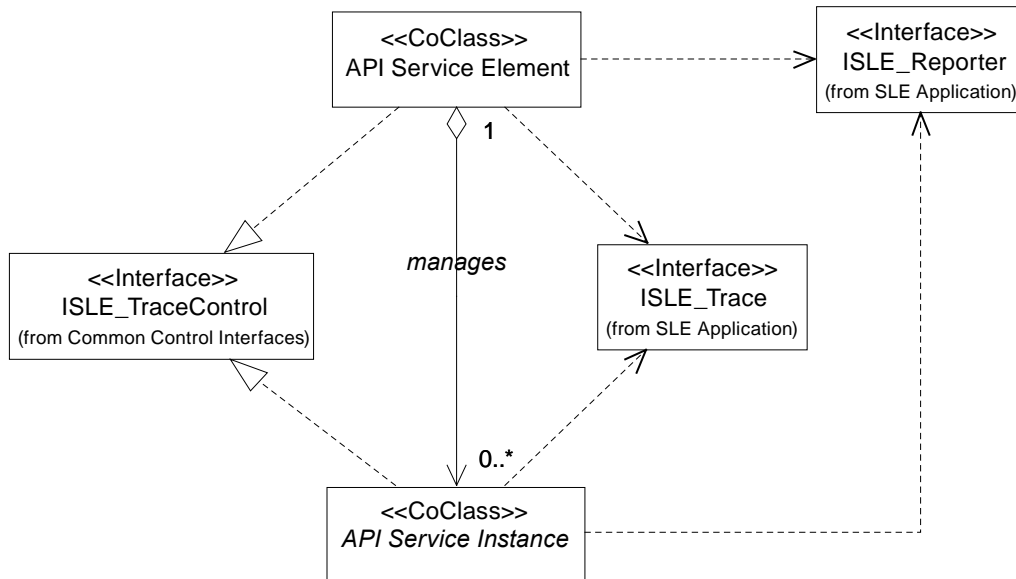 <<CoClass>>
API Service Element
<<Interface>>
ISLE_Reporter
(from SLE Application)
1
manages
<<Interface>>
ISLE_TraceControl
(from Common Control Interfaces)
<<Interface>>
ISLE_Trace
(from SLE Application)
0..*
<<CoClass>>
API Service Instance